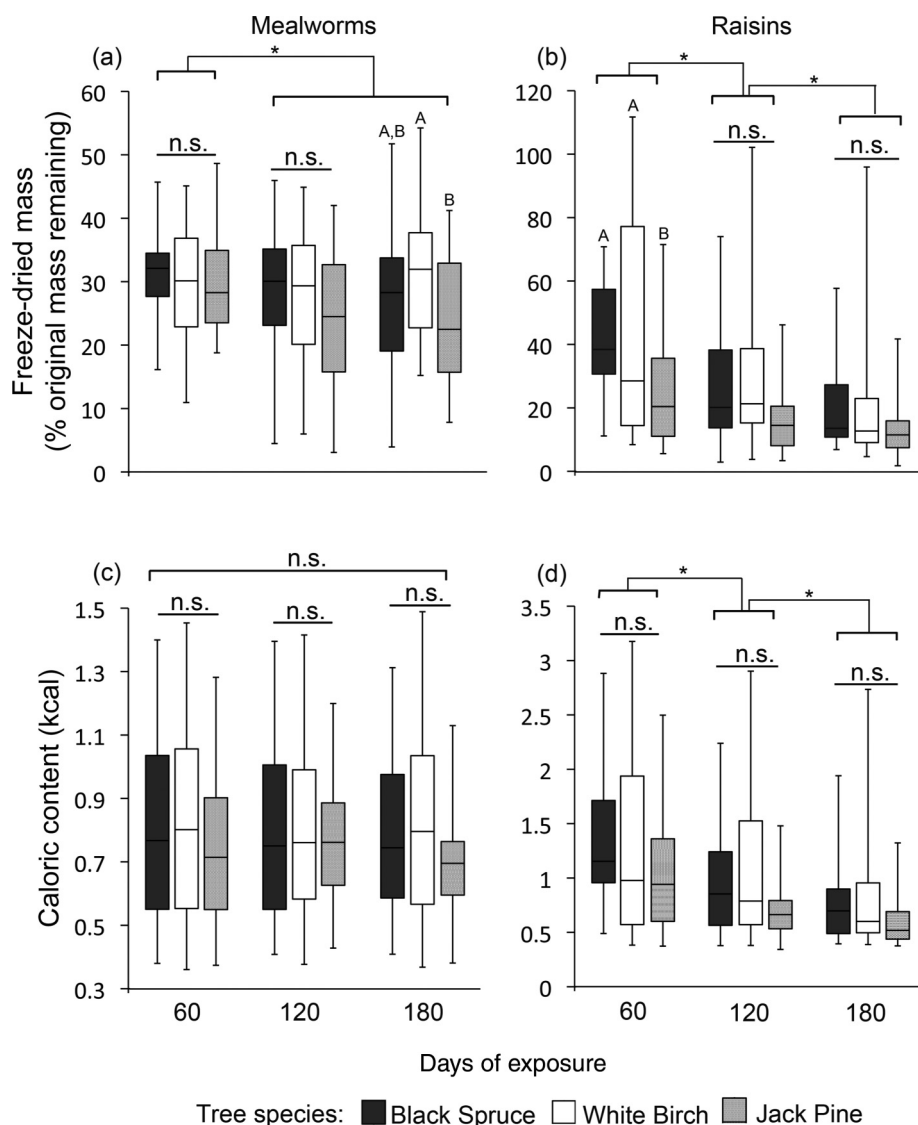 Mealworms
Raisins
(a)
*
(b)
*
*
Freeze-dried mass
(% original mass remaining)
60
50
40
30
20
10
0
n.s.
n.s.
A,B
A
B
120
100
80
60
40
20
0
A
A
B
n.s.
n.s.
(c)
n.s.
(d)
*
*
Caloric content (kcal)
1.5
1.3
1.1
0.9
0.7
0.5
0.3
n.s.
n.s.
n.s.
3.5
3
2.5
2
1.5
1
0.5
0
n.s.
n.s.
n.s.
60
120
180
60
120
180
Days of exposure
Tree species: Black Spruce White Birch Jack Pine